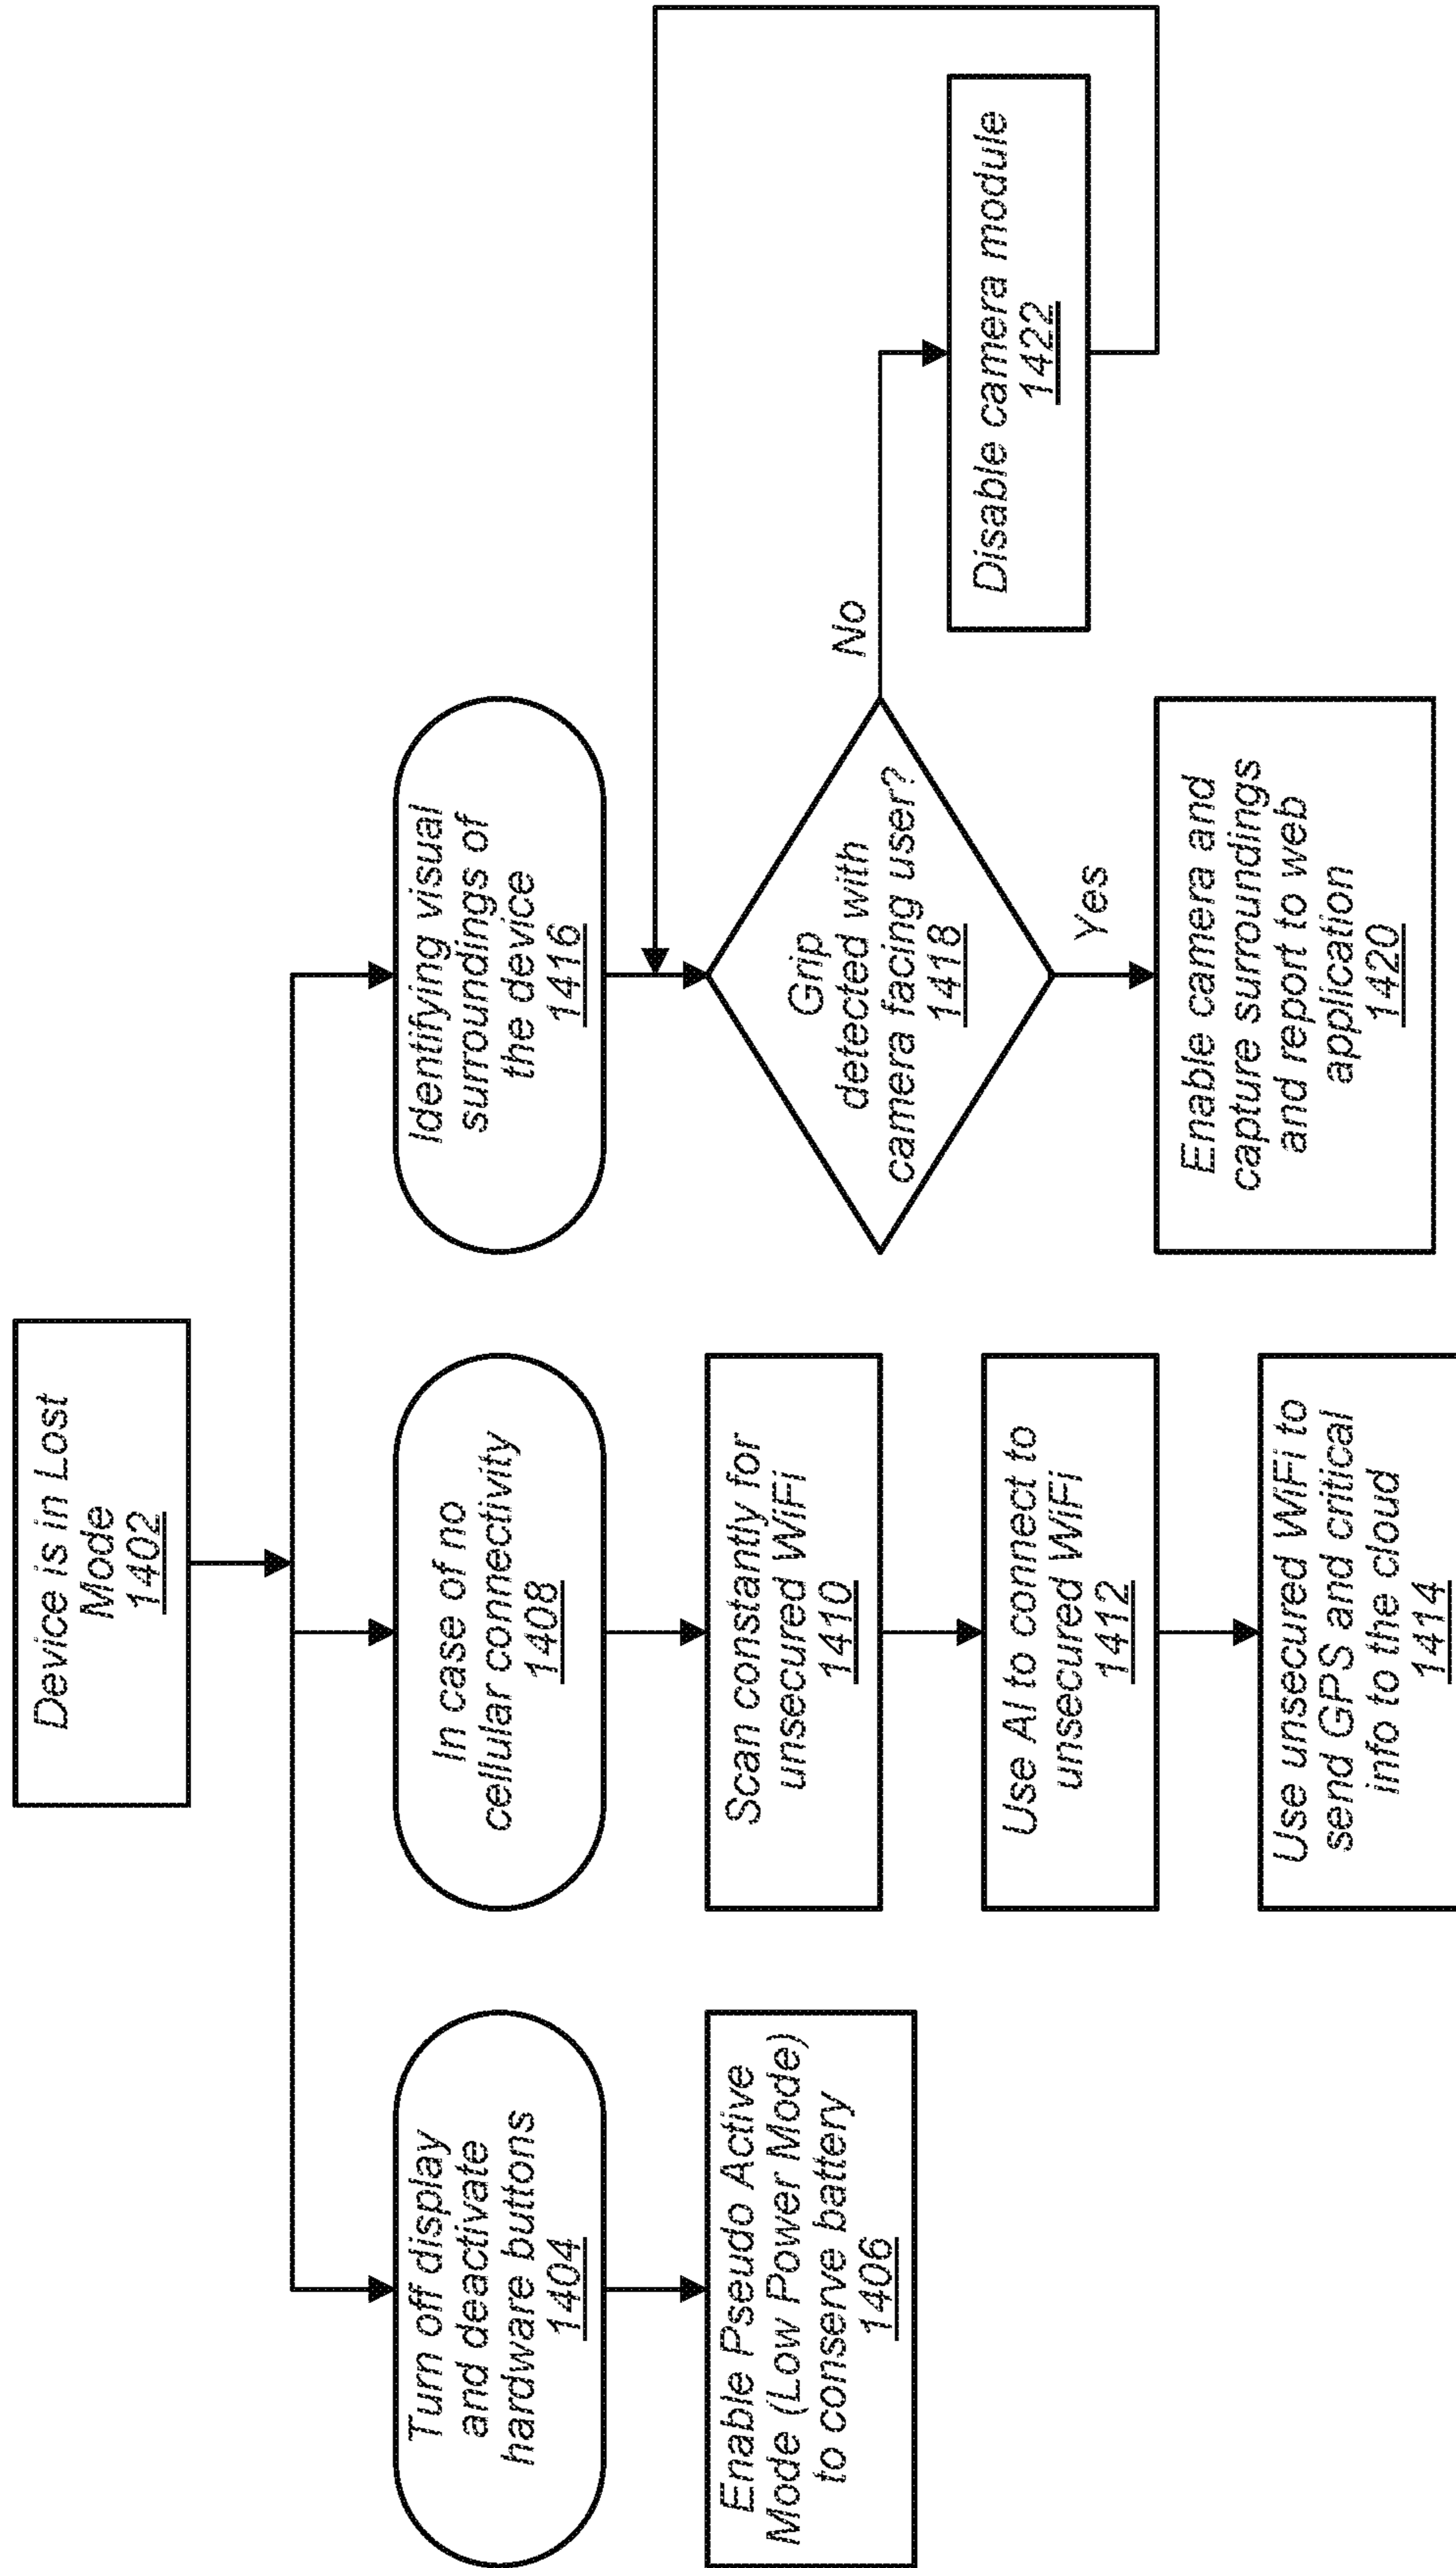 Device is in Lost
Mode
1402
Turn off display
and deactivate
hardware buttons
1404
Enable Pseudo Active
Mode (Low Power Mode)
to conserve battery
1406
In case of no
cellular connectivity
1408
Scan constantly for
unsecured WiFi
1410
Use AI to connect to
unsecured WiFi
1412
Use unsecured WiFi to
send GPS and critical
info to the cloud
1414
Identifying visual
surroundings of
the device
1416
Grip
detected with
camera facing user?
1418
No
Yes
Disable camera module
1422
Enable camera and
capture surroundings
and report to web
application
1420